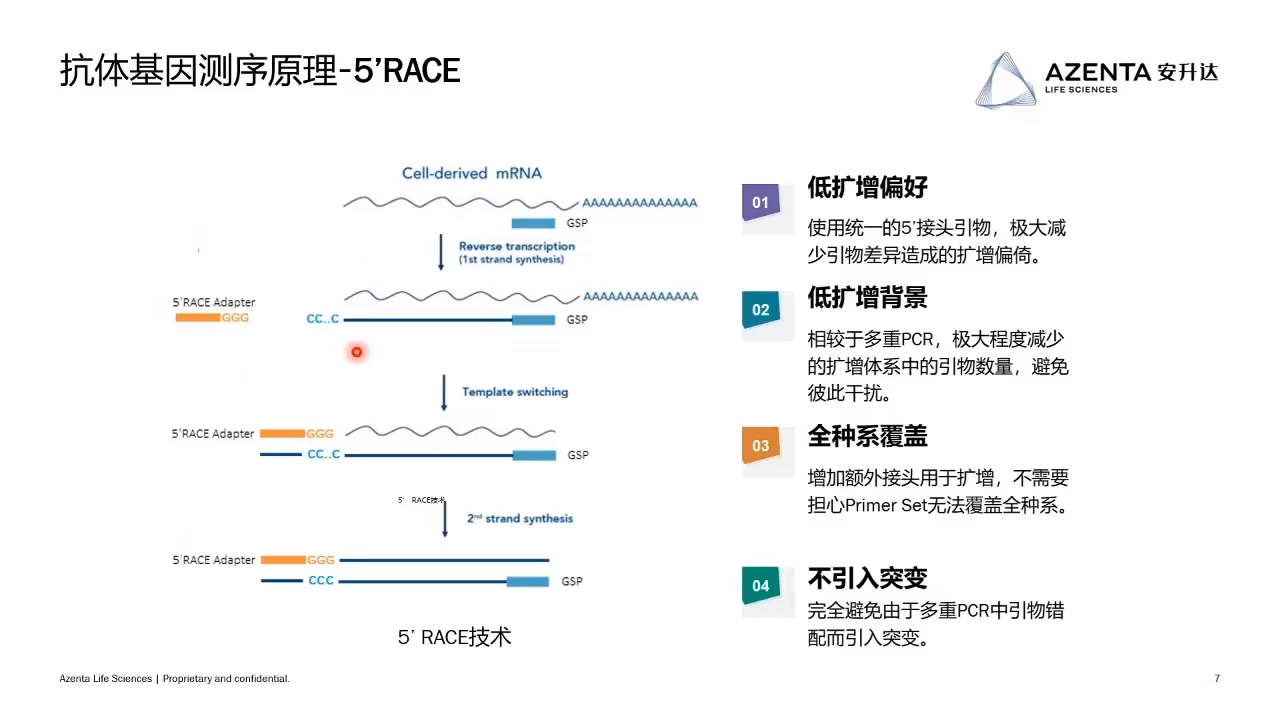 抗体基因测序原理-5’RACE
AZENTA 安升达
LIFE SCIENCES
Cell-derived mRNA
AAAAAAAAAAAAAA
GSP
Reverse transcription
(1st strand synthesis)
AAAAAAAAAAAAAA
5'RACE Adapter
GGG
CC..C
GSP
Template switching
5'RACE Adapter
GGG
CC..C
GSP
5’ RACE技术
2nd strand synthesis
5'RACE Adapter
GGG
CCC
GSP
5’ RACE技术
01
低扩增偏好
使用统一的5’接头引物，极大减
少引物差异造成的扩增偏倚。
02
低扩增背景
相较于多重PCR，极大程度减少
的扩增体系中的引物数量，避免
彼此干扰。
03
全种系覆盖
增加额外接头用于扩增，不需要
担心Primer Set无法覆盖全种系。
04
不引入突变
完全避免由于多重PCR中引物错
配而引入突变。
Azenta Life Sciences | Proprietary and confidential.
7